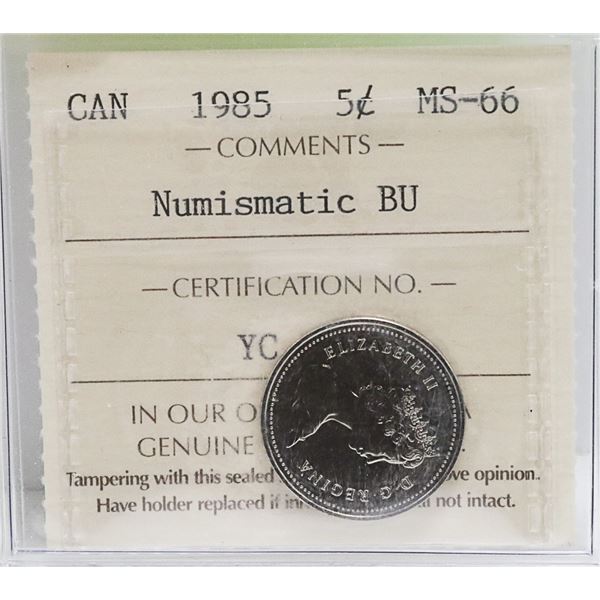 CAN 1985 5¢ MS-66
— COMMENTS —
Numismatic BU
— CERTIFICATION NO. —
YC
IN OUR O
GENUINE
Tampering with this sealed ve opinion.
Have holder replaced if in not intact.
ELIZABETH II
D·G·REGINA